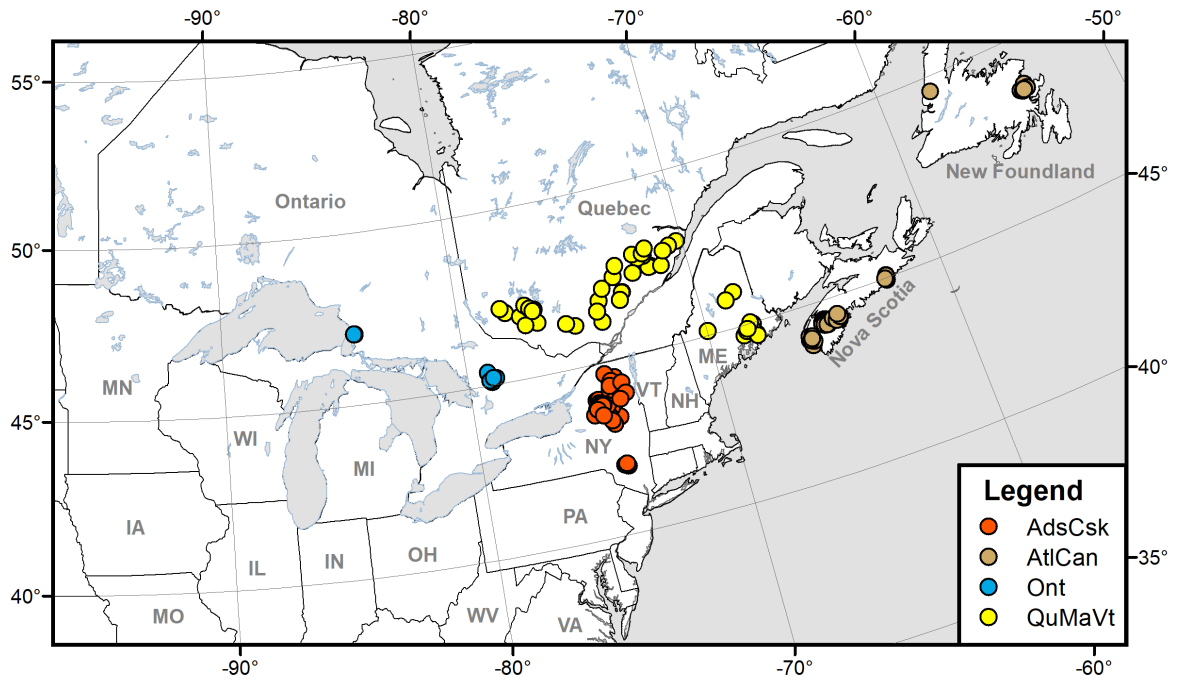 -90°
-80°
-70°
-60°
-50°
55°
New Foundland
45°
Ontario
Quebec
50°
Nova Scotia
40°
ME
MN
VT
NH
45°
WI
NY
MI
Legend
PA
AdsCsk
IA
OH
35°
AtlCan
IN
IL
Ont
40°
MO
WV
VA
QuMaVt
-90°
-80°
-70°
-60°